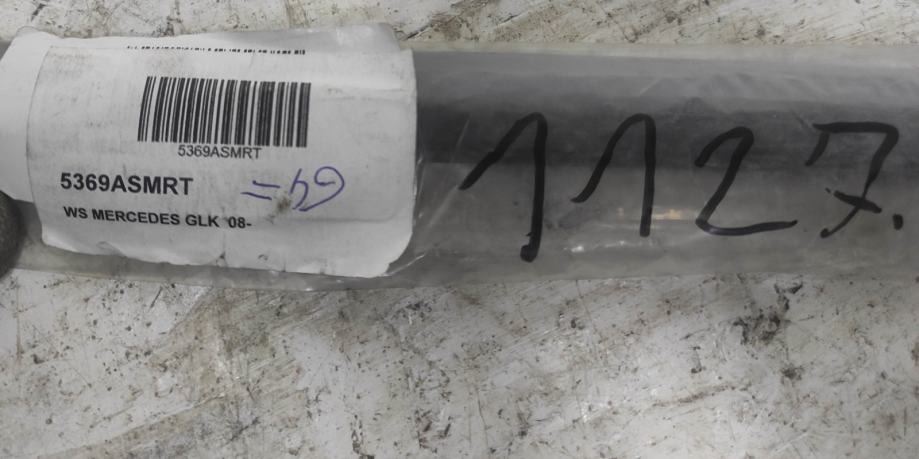 5369ASMRT
5369ASMRT
WS MERCEDES GLK '08-
1127.